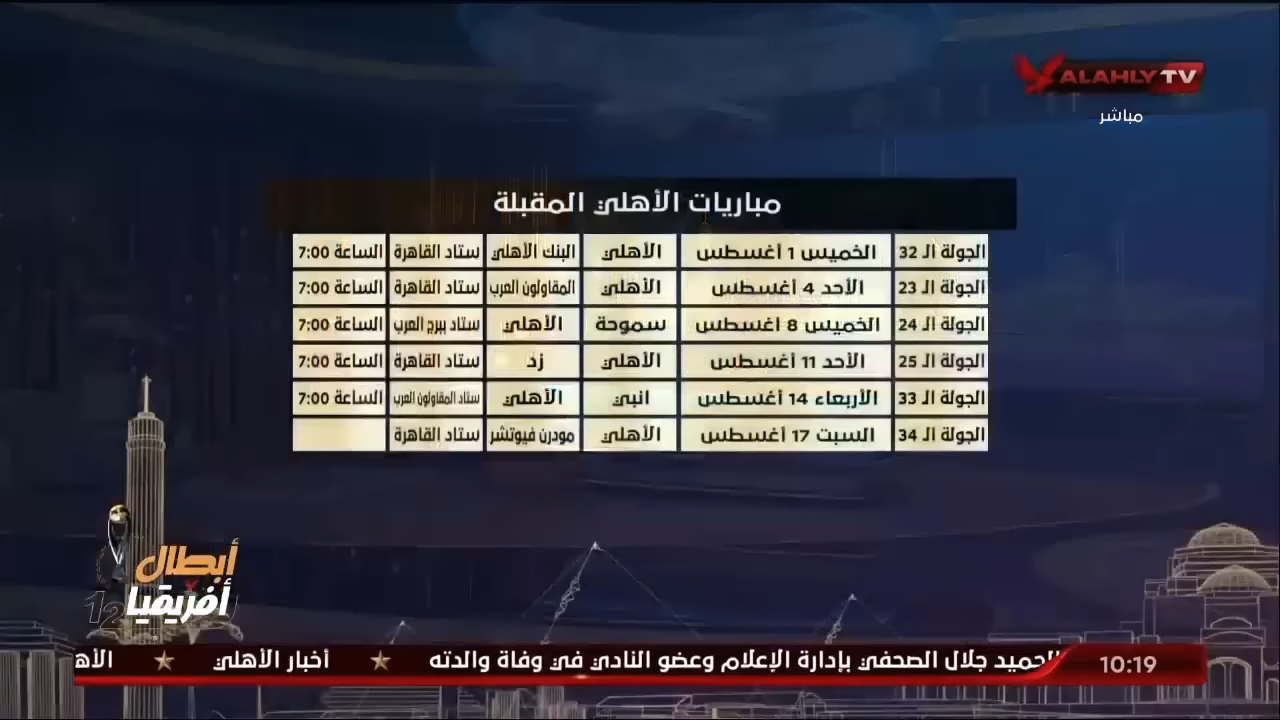 ALAHLY TV
مباشر
مباريات الأهلي المقبلة
الجولة الـ 32 الخميس 1 أغسطس الأهلي البنك الأهلي ستاد القاهرة الساعة 7:00
الجولة الـ 23 الأحد 4 أغسطس الأهلي المقاولون العرب ستاد القاهرة الساعة 7:00
الجولة الـ 24 الخميس 8 أغسطس سموحة الأهلي ستاد ببرج العرب الساعة 7:00
الجولة الـ 25 الأحد 11 أغسطس الأهلي زد ستاد القاهرة الساعة 7:00
الجولة الـ 33 الأربعاء 14 أغسطس انبي الأهلي ستاد المقاولون العرب الساعة 7:00
الجولة الـ 34 السبت 17 أغسطس الأهلي مودرن فيوتشر ستاد القاهرة
أبطال
أفريقيا
12
10:19 جلال الصحفي بإدارة الإعلام وعضو النادي في وفاة والدته أخبار الأهلي